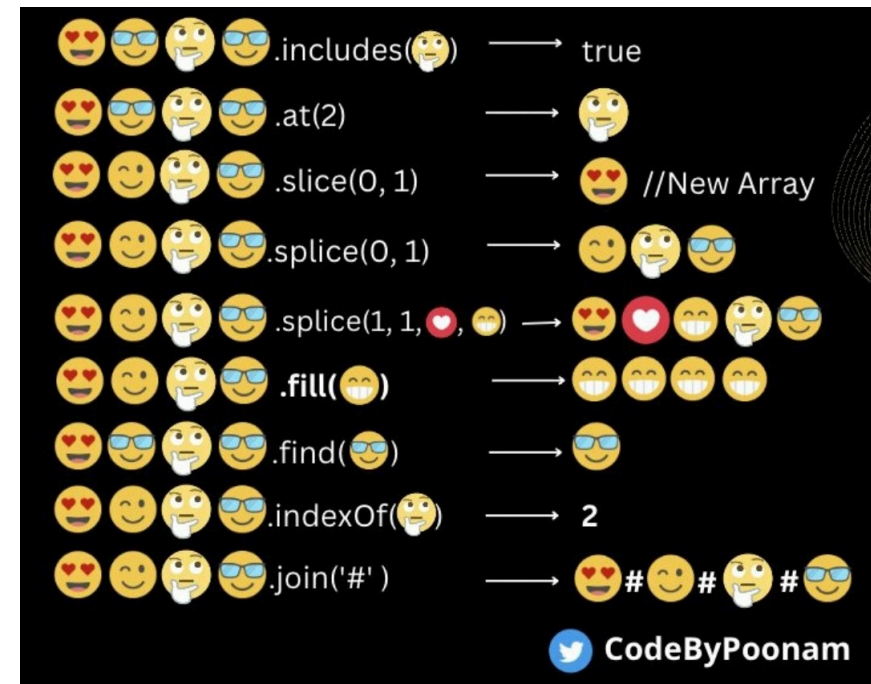 😍😎🤔😎.includes(🤔) → true
😍😎🤔😎.at(2) → 🤔
😍😉🤔😎.slice(0, 1) → 😍 //New Array
😍😉🤔😎.splice(0, 1) → 😉🤔😎
😍😉🤔😎.splice(1, 1,❤️, 😁) → 😍❤️😁🤔😎
😍😉🤔😎.fill(😁) → 😁😁😁😁
😍😎🤔😎.find(😎) → 😎
😍😉🤔😎.indexOf(🤔) → 2
😍😉🤔😎.join('#' ) → 😍#😉#🤔#😎
CodeByPoonam